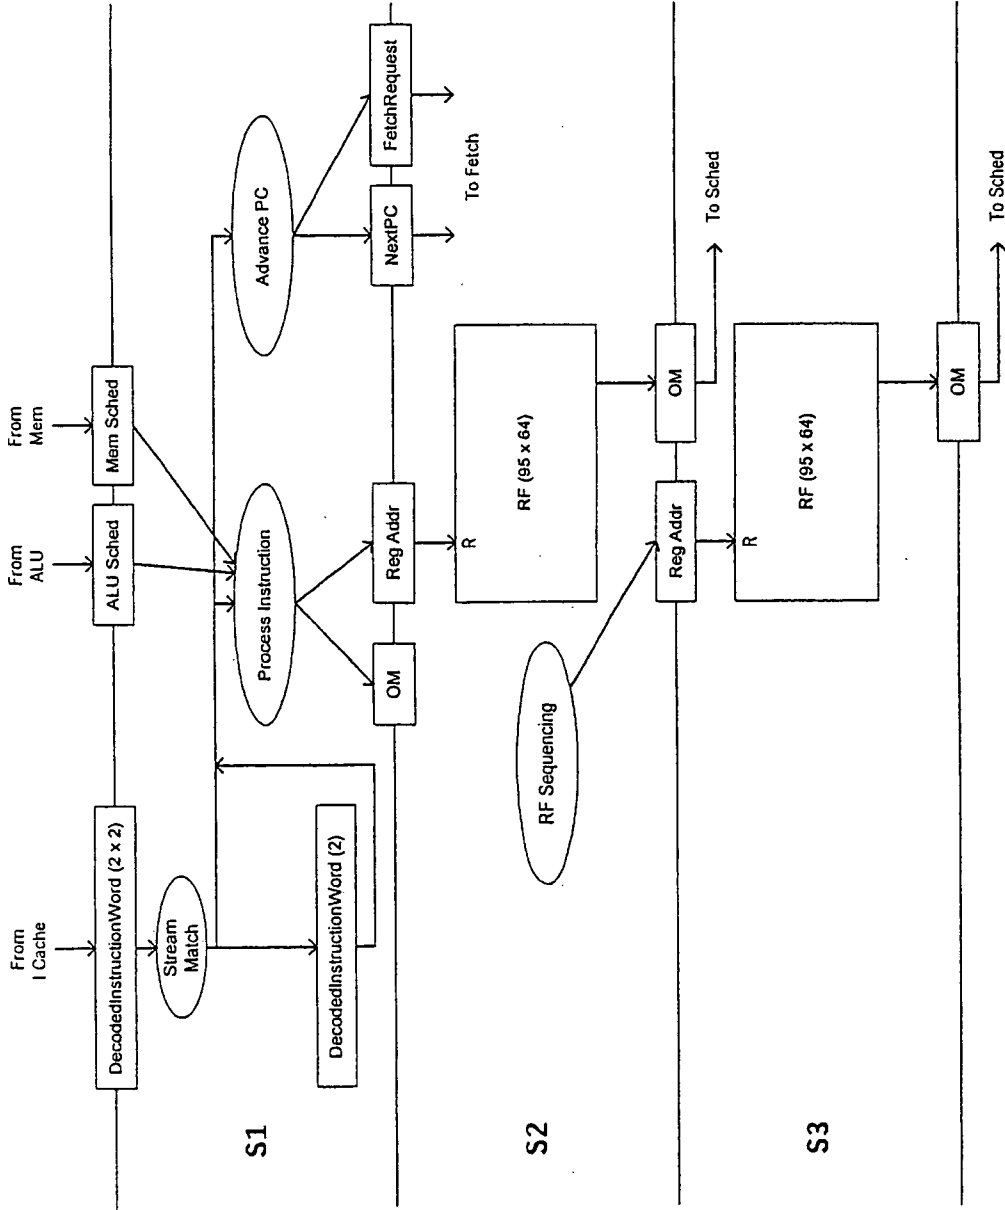 From
I Cache
From
ALU
From
Mem
DecodedInstructionWord (2 x 2)
ALU Sched
Mem Sched
Stream
Match
S1
Process Instruction
Advance PC
DecodedInstructionWord (2)
OM
Reg Addr
NextPC
FetchRequest
To Fetch
R
RF (95 x 64)
S2
RF Sequencing
Reg Addr
OM
To Sched
R
RF (95 x 64)
S3
OM
To Sched